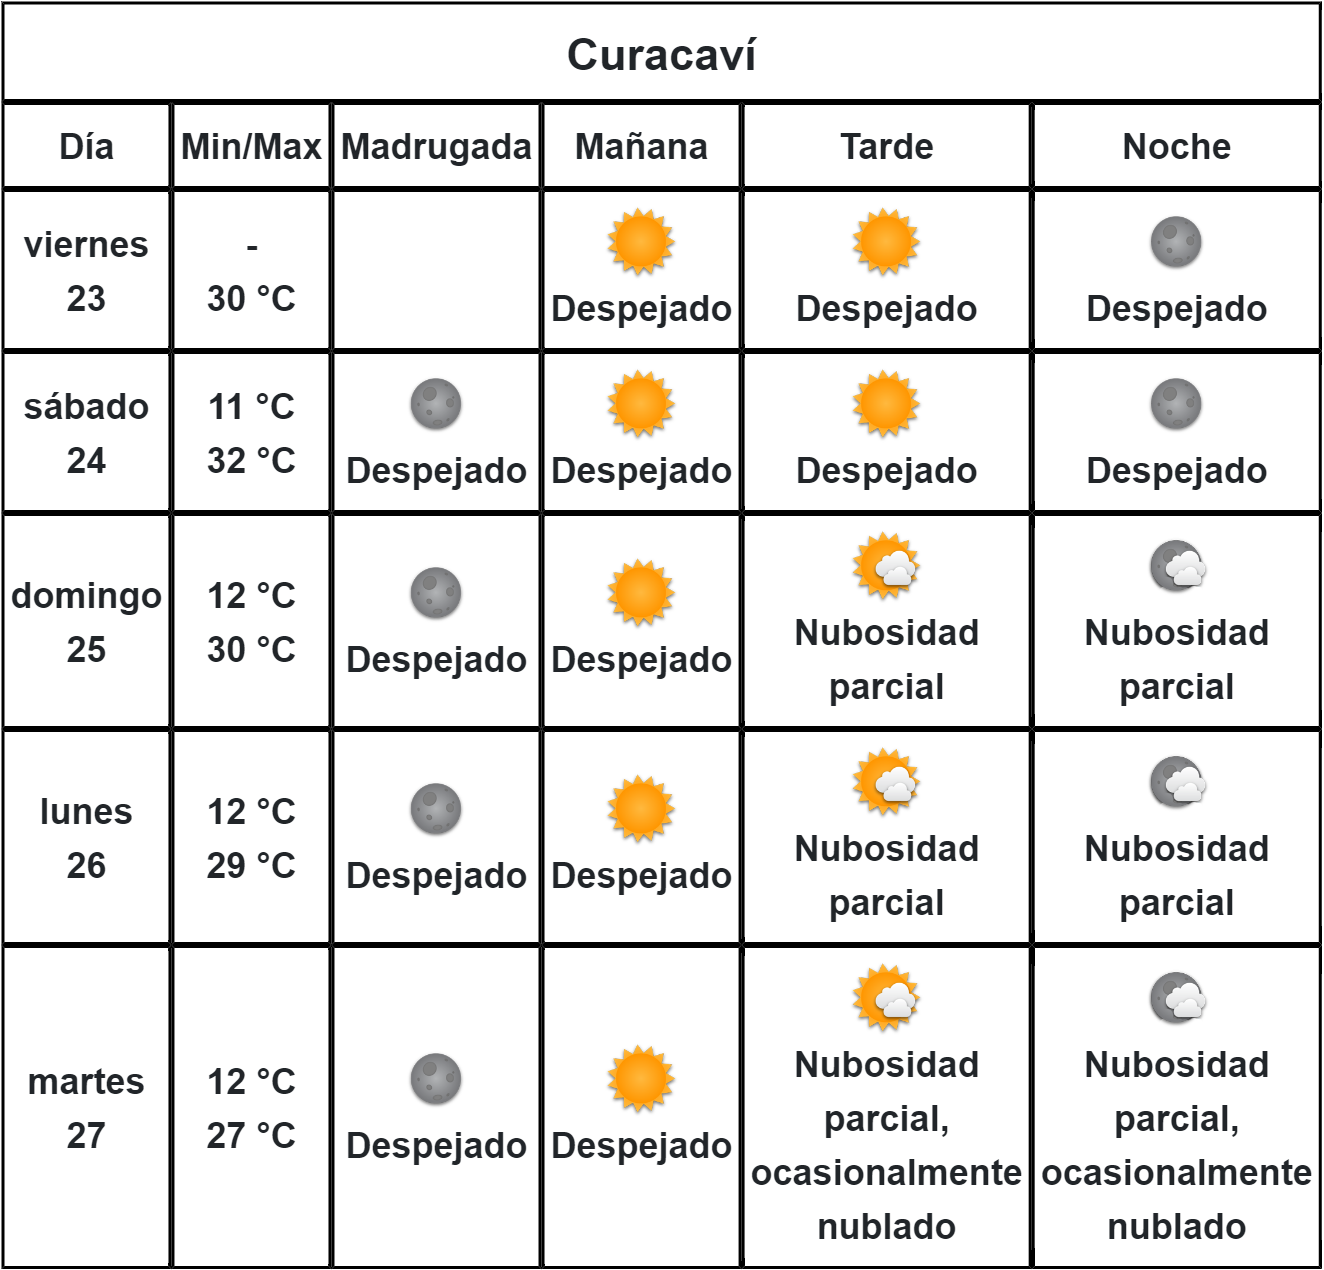 Curacaví
Día Min/Max Madrugada Mañana Tarde Noche
viernes
23
-
30 °C
Despejado
Despejado
Despejado
sábado
24
11 °C
32 °C
Despejado
Despejado
Despejado
Despejado
domingo
25
12 °C
30 °C
Despejado
Despejado
Nubosidad
parcial
Nubosidad
parcial
lunes
26
12 °C
29 °C
Despejado
Despejado
Nubosidad
parcial
Nubosidad
parcial
martes
27
12 °C
27 °C
Despejado
Despejado
Nubosidad
parcial,
ocasionalmente
nublado
Nubosidad
parcial,
ocasionalmente
nublado